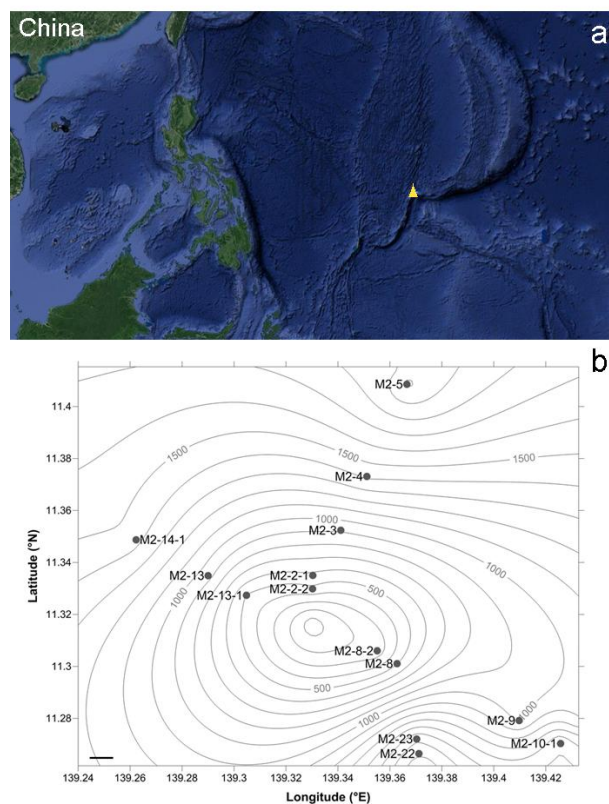 China
a
b
M2-5
11.4
1500
1500
1500
11.38
M2-4
1000
M2-3
11.36
M2-14-1
M2-13
M2-2-1
1000
11.34
M2-13-1
M2-2-2
500
1000
Latitude (°N)
11.32
M2-8-2
M2-8
11.3
500
1000
M2-9
1000
11.28
M2-23
M2-10-1
M2-22
139.24 139.26 139.28 139.3 139.32 139.34 139.36 139.38 139.4 139.42
Longitude (°E)